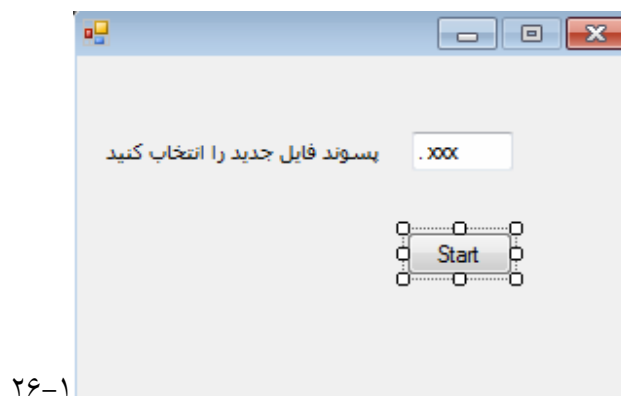 پسوند فایل جدید را انتخاب کنید
. xxx
Start
۲۶-۱